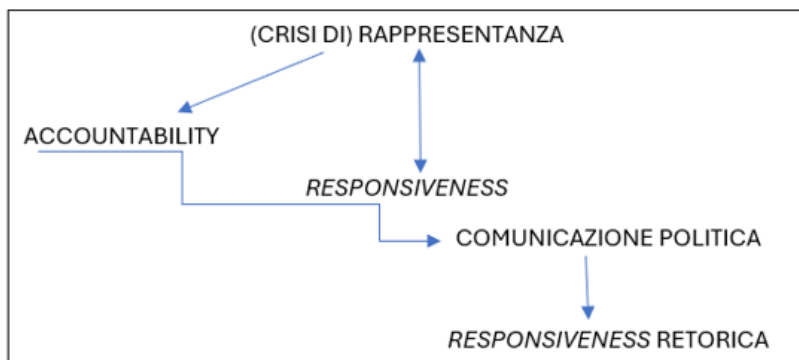 (CRISI DI) RAPPRESENTANZA
ACCOUNTABILITY
RESPONSIVENESS
COMUNICAZIONE POLITICA
RESPONSIVENESS RETORICA